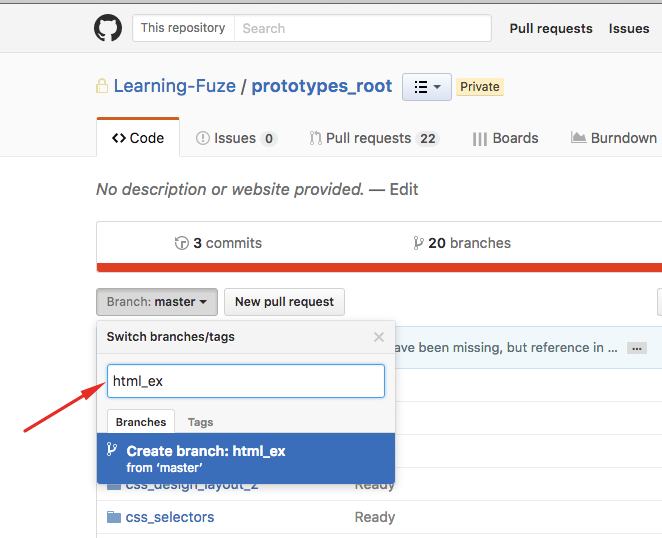 This repository Search Pull requests Issues
Learning-Fuze / prototypes_root Private
Code Issues 0 Pull requests 22 Boards Burndown
No description or website provided. — Edit
3 commits 20 branches
Branch: master New pull request
Switch branches/tags
ave been missing, but reference in ... …
html_ex
Branches Tags
Create branch: html_ex
from ‘master’
css_design_layout_2 Ready
css_selectors Ready